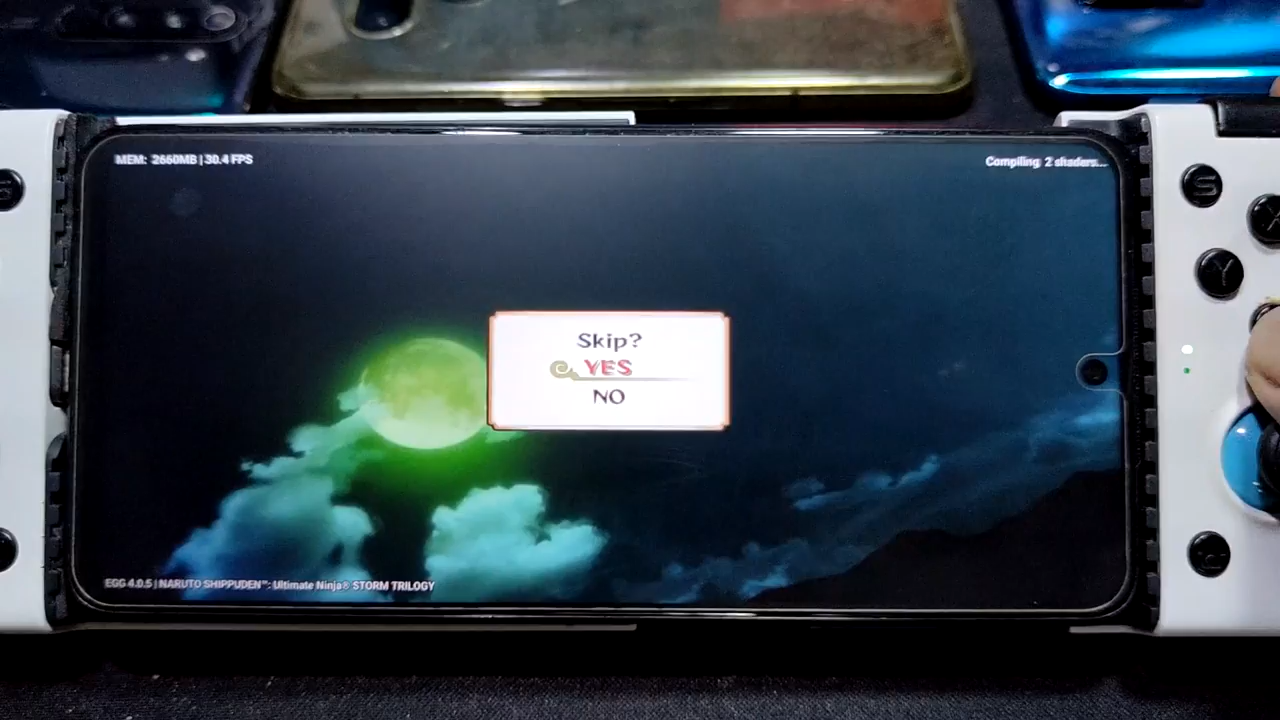 MEM: 2660MB | 30.4 FPS
Compiling 2 shaders...
Skip?
YES
NO
EGG 4.0.5 | NARUTO SHIPPUDEN™: Ultimate Ninja® STORM TRILOGY
S
X
Y
R